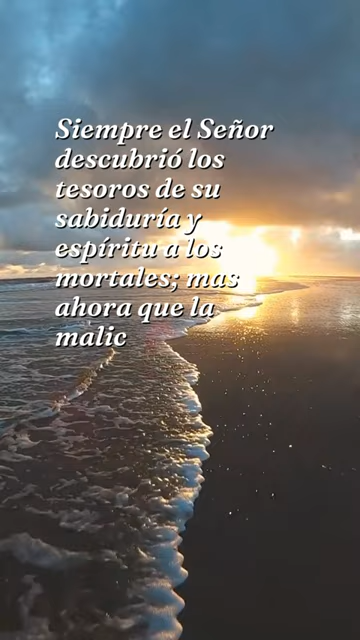 Siempre el Señor
descubrió los
tesoros de su
sabiduría y
espíritu a los
mortales; mas
ahora que la
malic